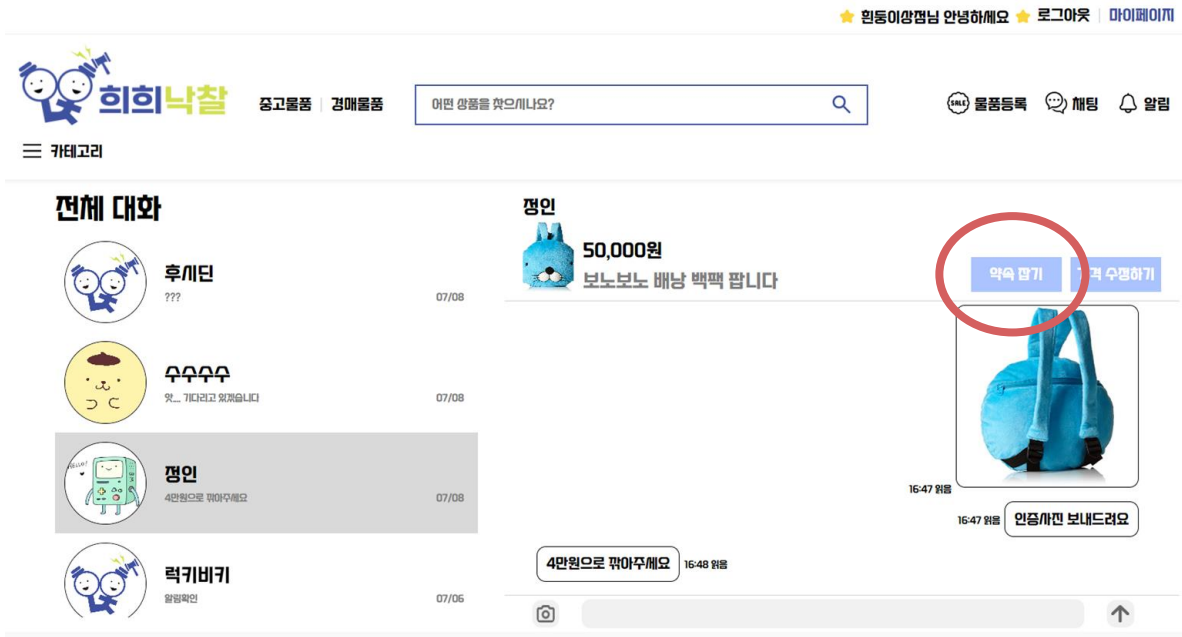 흰둥이상점님 안녕하세요 로그아웃 마이페이지
희희낙찰 중고물품 경매물품 어떤 상품을 찾으시나요? SALE 물품등록 채팅 알림
카테고리
전체 대화
후시딘
???
07/08
수수수수
앗... 기다리고 있겠습니다
07/08
HELLO!
정인
4만원으로 깎아주세요
07/08
럭키비키
알림확인
07/06
정인
50,000원
보노보노 배낭 백팩 팝니다
약속 잡기 가격 수정하기
16:47 읽음
16:47 읽음 인증사진 보내드려요
4만원으로 깎아주세요 16:48 읽음